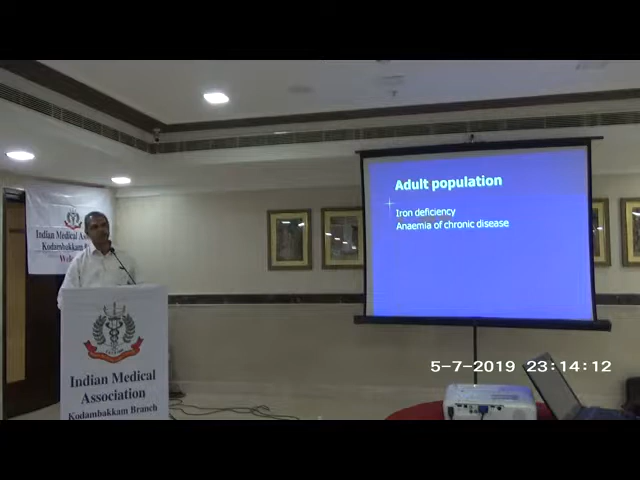 Adult population
Iron deficiency
Anaemia of chronic disease
Indian Medical
Kodambakkam
Indian Medical
Association
Kodambakkam Branch
5-7-2019 23:14:12